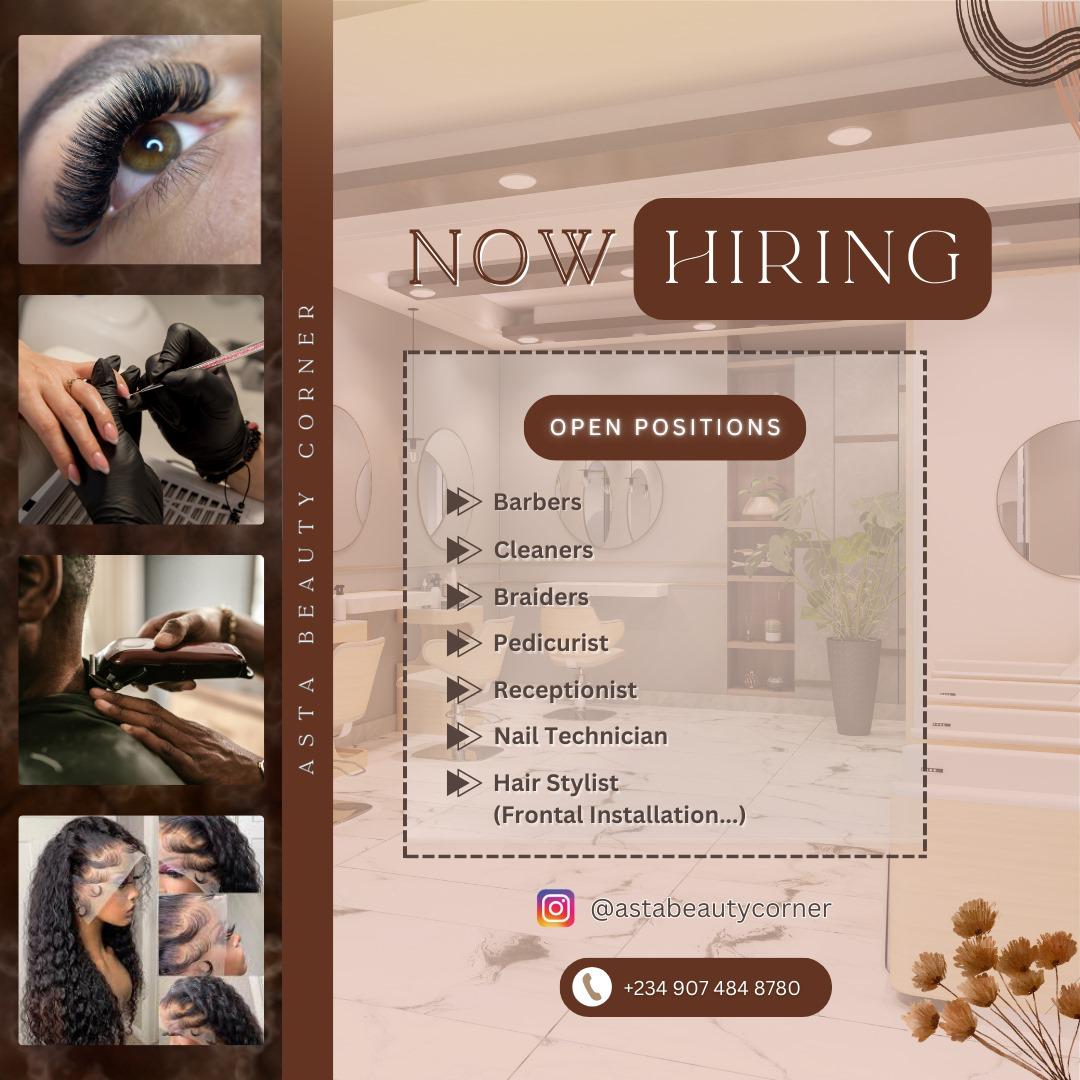 ASTA BEAUTY CORNER
NOW HIRING
OPEN POSITIONS
Barbers
Cleaners
Braiders
Pedicurist
Receptionist
Nail Technician
Hair Stylist
(Frontal Installation...)
@astabeautycorner
+234 907 484 8780